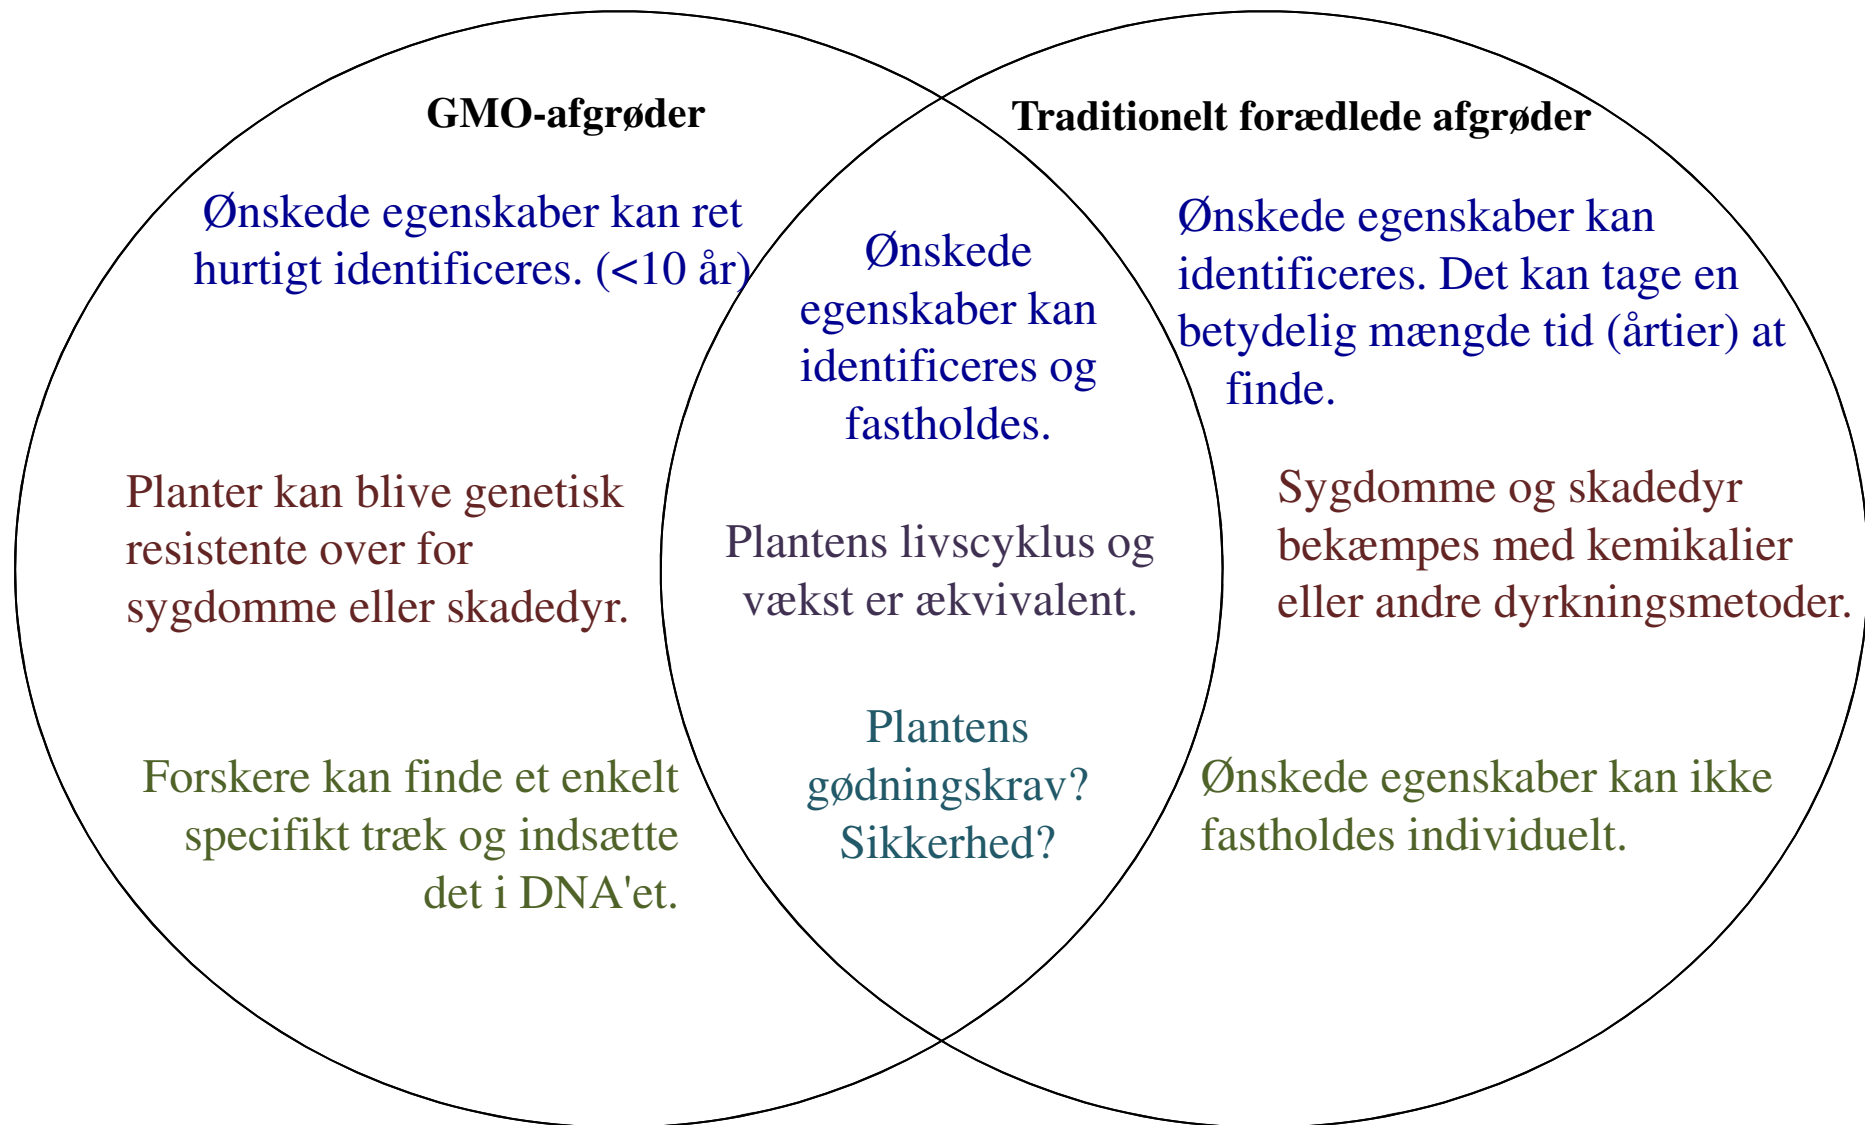 GMO-afgrøder
Ønskede egenskaber kan ret
hurtigt identificeres. (<10 år)
Planter kan blive genetisk
resistente over for
sygdomme eller skadedyr.
Forskere kan finde et enkelt
specifikt træk og indsætte
det i DNA'et.
Ønskede
egenskaber kan
identificeres og
fastholdes.
Plantens livscyklus og
vækst er ækvivalent.
Plantens
gødningskrav?
Sikkerhed?
Traditionelt forædlede afgrøder
Ønskede egenskaber kan
identificeres. Det kan tage en
betydelig mængde tid (årtier) at
finde.
Sygdomme og skadedyr
bekæmpes med kemikalier
eller andre dyrkningsmetoder.
Ønskede egenskaber kan ikke
fastholdes individuelt.